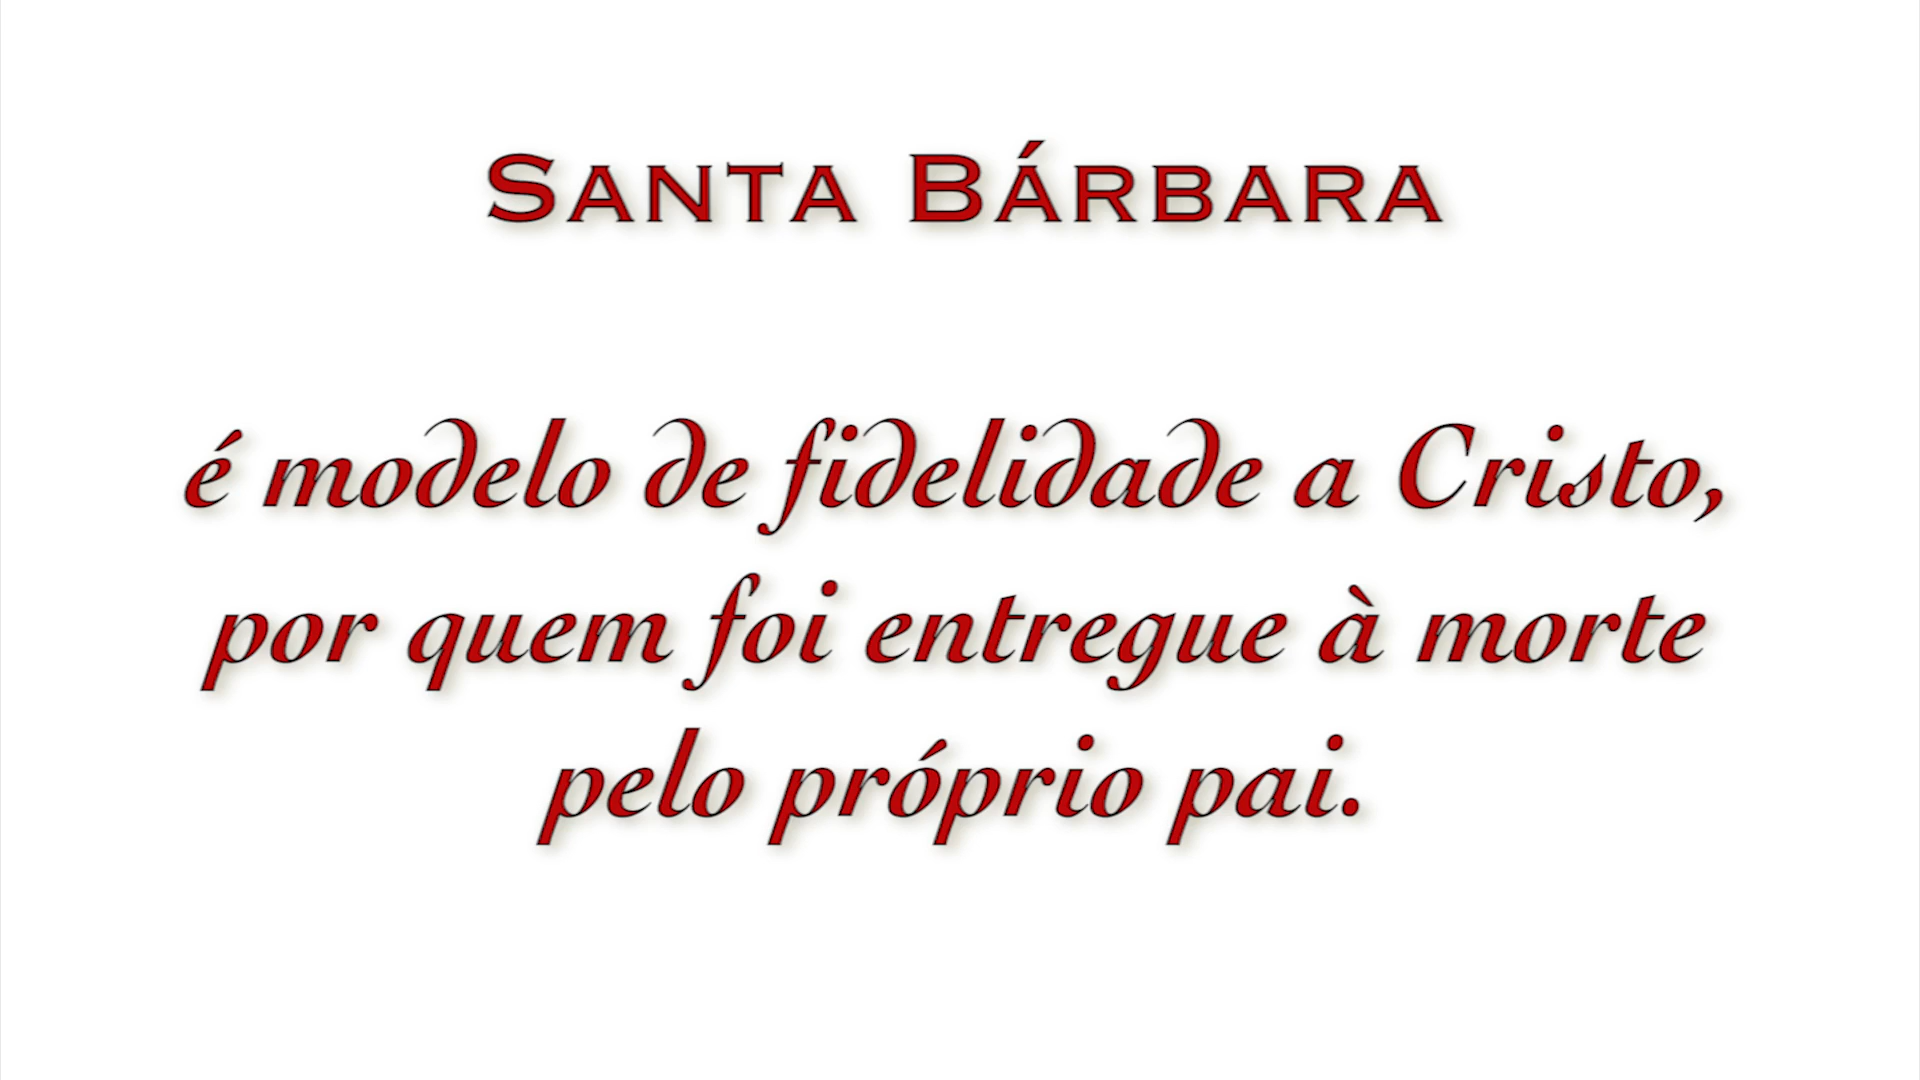 Santa Bárbara
é modelo de fidelidade a Cristo,
por quem foi entregue à morte
pelo próprio pai.